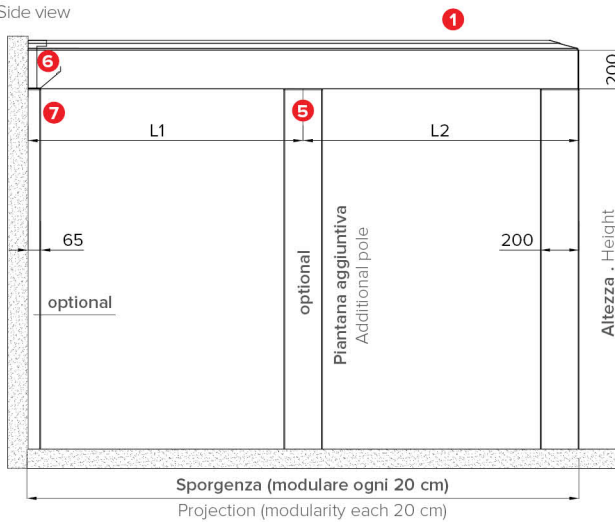 Side view
1
6
200
7
5
L1
L2
65
200
optional
optional
Piantana aggiuntiva
Additional pole
Altezza . Height
Sporgenza (modulare ogni 20 cm)
Projection (modularity each 20 cm)